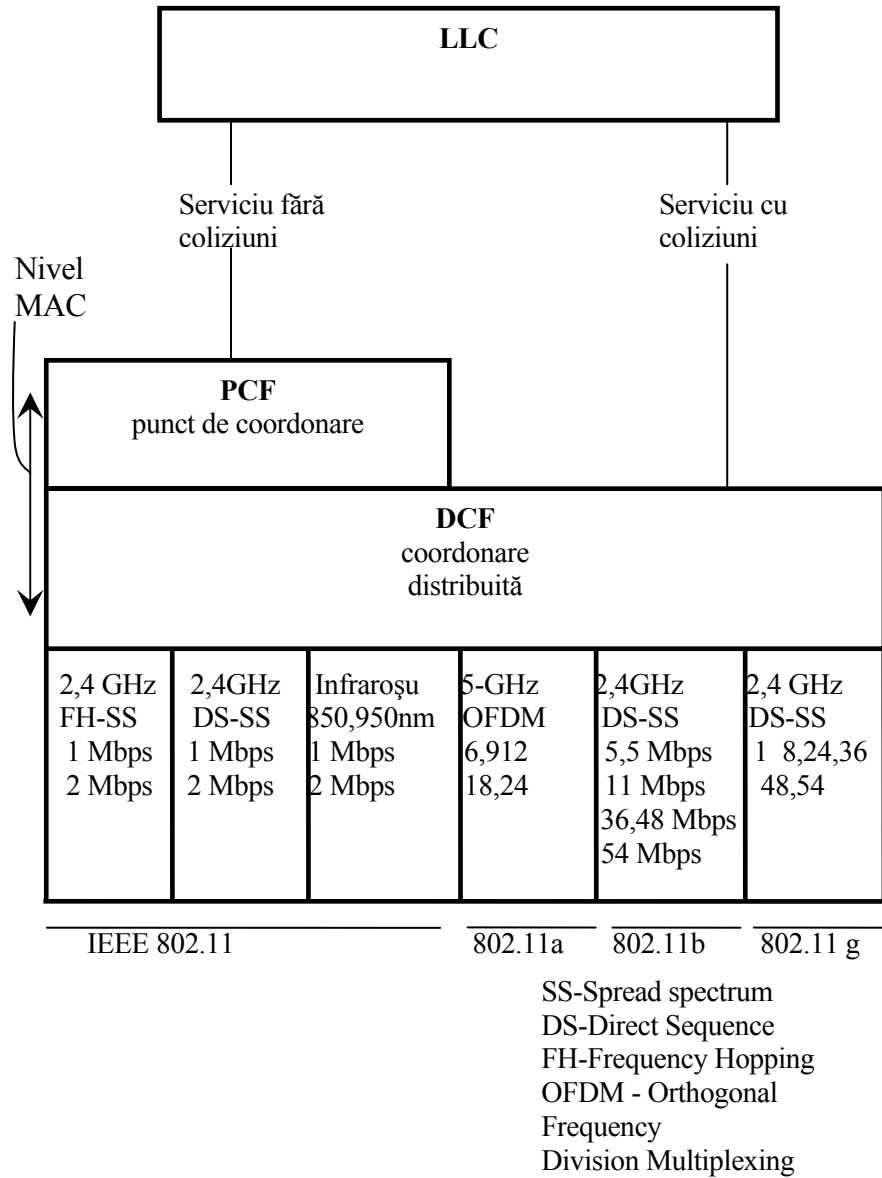 LLC
Serviciu fără
coliziuni
Serviciu cu
coliziuni
Nivel
MAC
PCF
punct de coordonare
DCF
coordonare
distribuită
2,4 GHz
FH-SS
1 Mbps
2 Mbps
2,4GHz
DS-SS
1 Mbps
2 Mbps
Infraroşu
850,950nm
1 Mbps
2 Mbps
5-GHz
OFDM
6,912
18,24
2,4GHz
DS-SS
5,5 Mbps
11 Mbps
36,48 Mbps
54 Mbps
2,4 GHz
DS-SS
1 8,24,36
48,54
IEEE 802.11
802.11a
802.11b
802.11 g
SS-Spread spectrum
DS-Direct Sequence
FH-Frequency Hopping
OFDM - Orthogonal
Frequency
Division Multiplexing